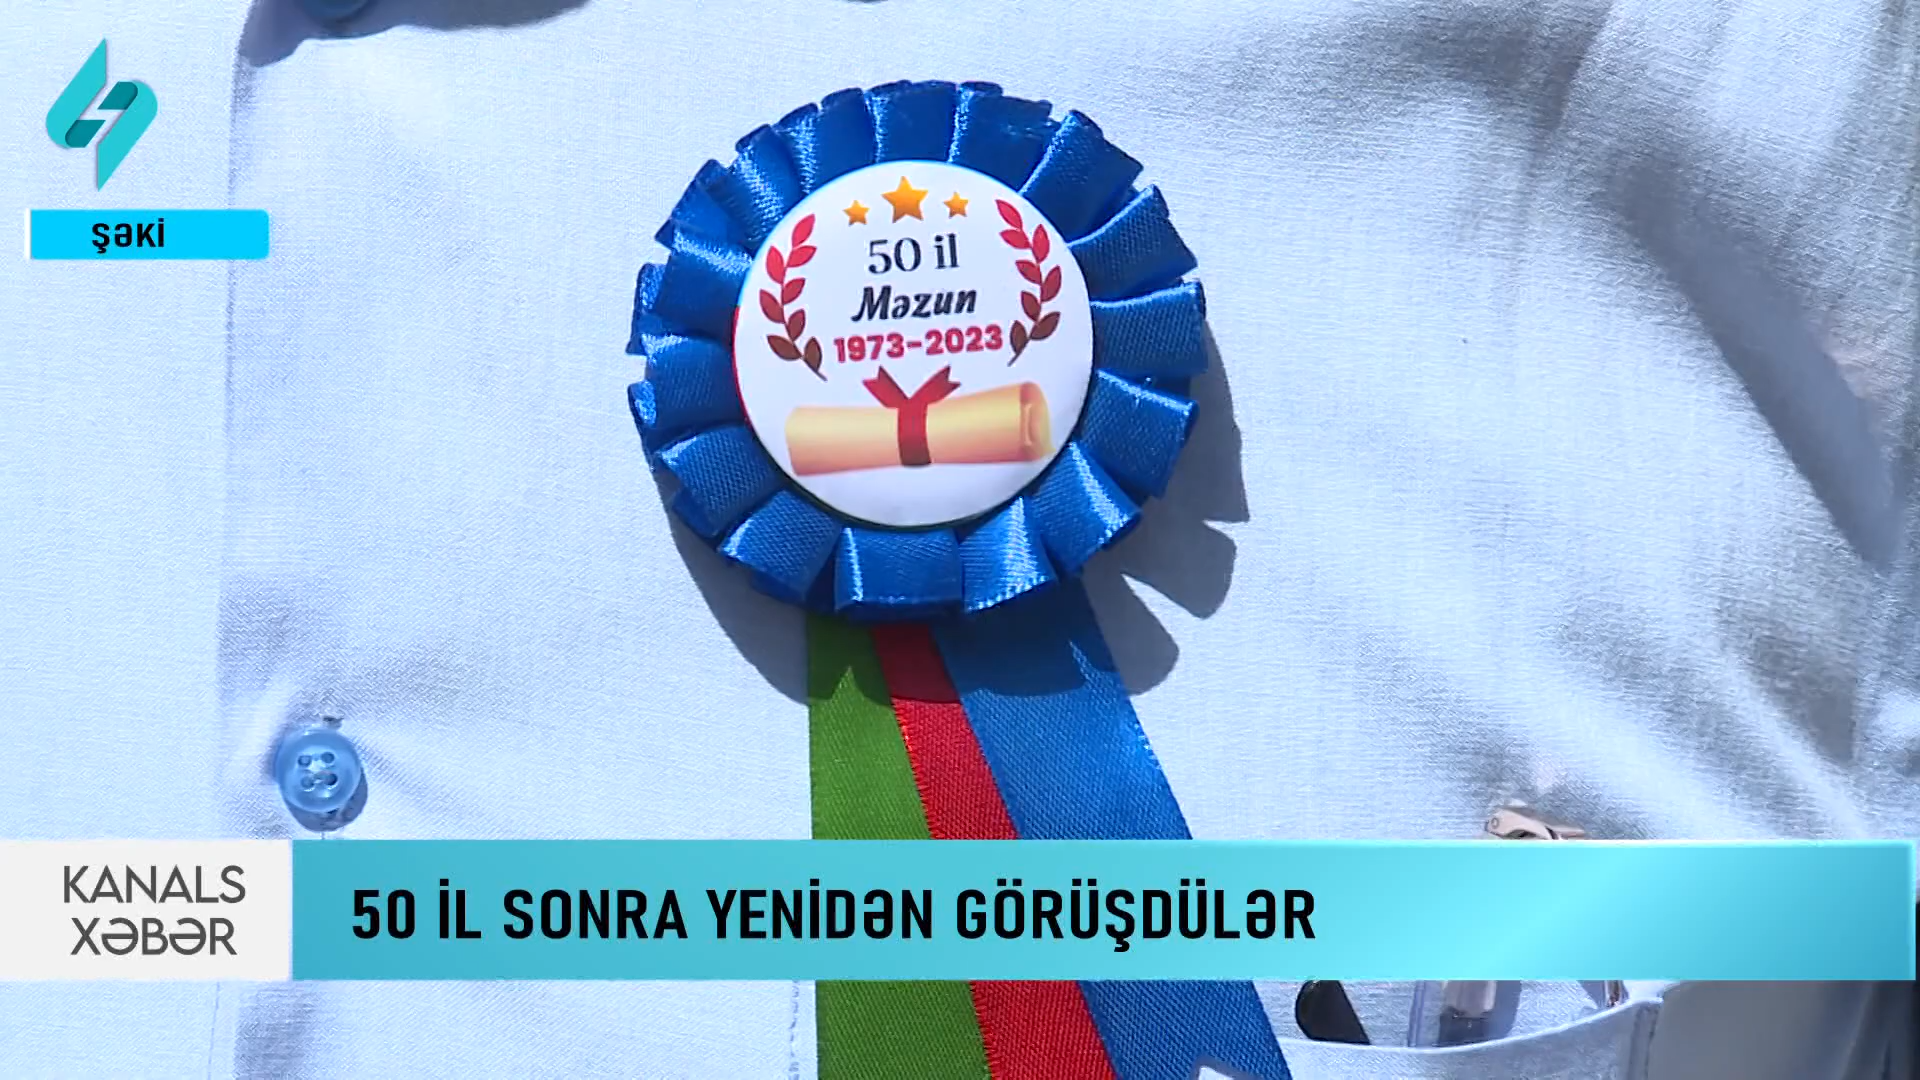 ŞƏKİ
50 il
Məzun
1973-2023
KANALS
XƏBƏR
50 İL SONRA YENİDƏN GÖRÜŞDÜLƏR